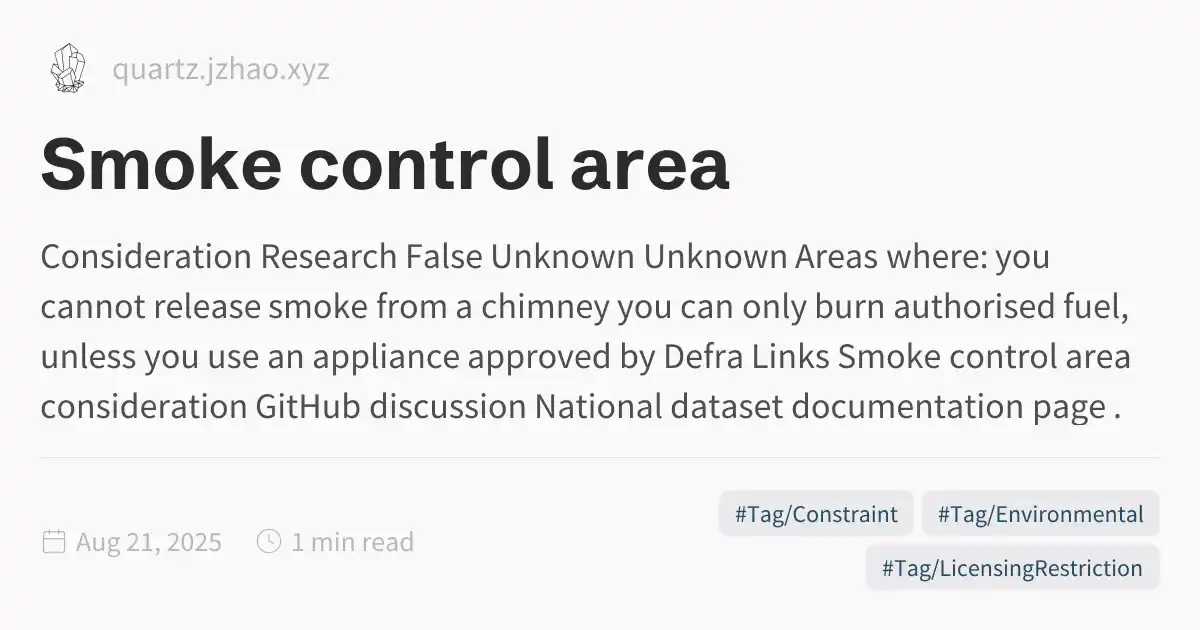 quartz.jzhao.xyz
Smoke control area
Consideration Research False Unknown Unknown Areas where: you
cannot release smoke from a chimney you can only burn authorised fuel,
unless you use an appliance approved by Defra Links Smoke control area
consideration GitHub discussion National dataset documentation page .
Aug 21, 2025
1 min read
#Tag/Constraint
#Tag/Environmental
#Tag/LicensingRestriction